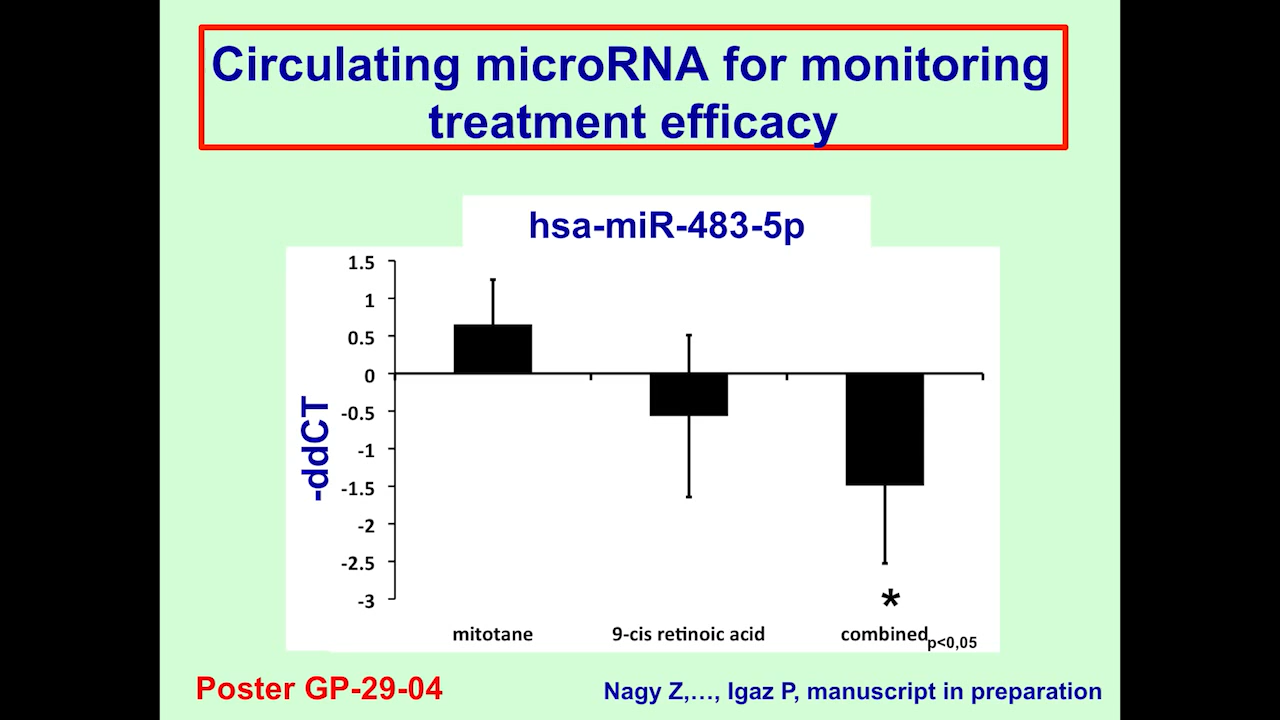 Circulating microRNA for monitoring
treatment efficacy
hsa-miR-483-5p
1.5
1
0.5
0
-0.5
-1
-1.5
-2
-2.5
-3
-ddCT
*
mitotane
9-cis retinoic acid
combined
p<0,05
Poster GP-29-04
Nagy Z,…, Igaz P, manuscript in preparation